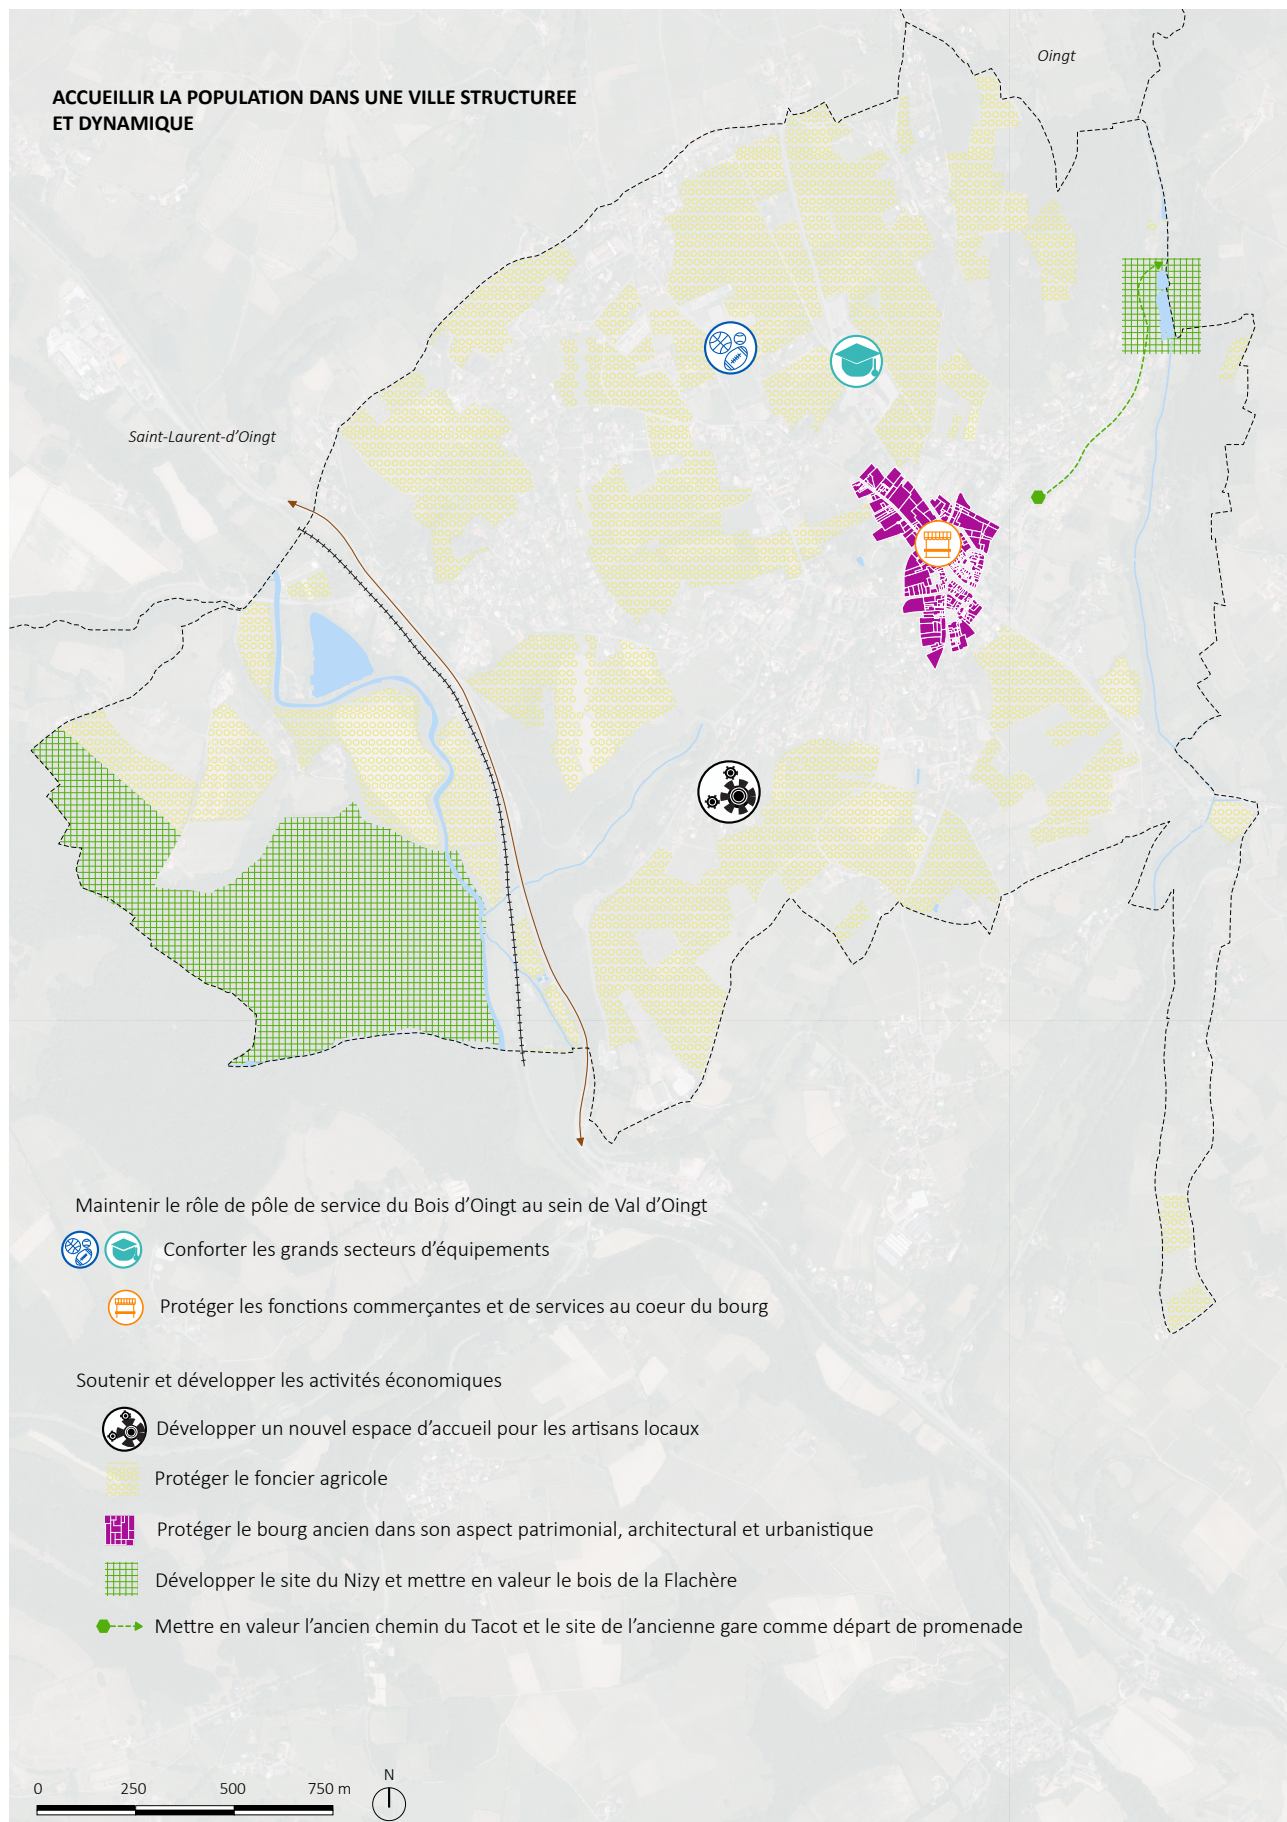 ACCUEILLIR LA POPULATION DANS UNE VILLE STRUCTUREE
ET DYNAMIQUE
Oingt
Saint-Laurent-d’Oingt
Maintenir le rôle de pôle de service du Bois d’Oingt au sein de Val d’Oingt
Conforter les grands secteurs d’équipements
Protéger les fonctions commerçantes et de services au coeur du bourg
Soutenir et développer les activités économiques
Développer un nouvel espace d’accueil pour les artisans locaux
Protéger le foncier agricole
Protéger le bourg ancien dans son aspect patrimonial, architectural et urbanistique
Développer le site du Nizy et mettre en valeur le bois de la Flachère
Mettre en valeur l’ancien chemin du Tacot et le site de l’ancienne gare comme départ de promenade
0 250 500 750 m
N